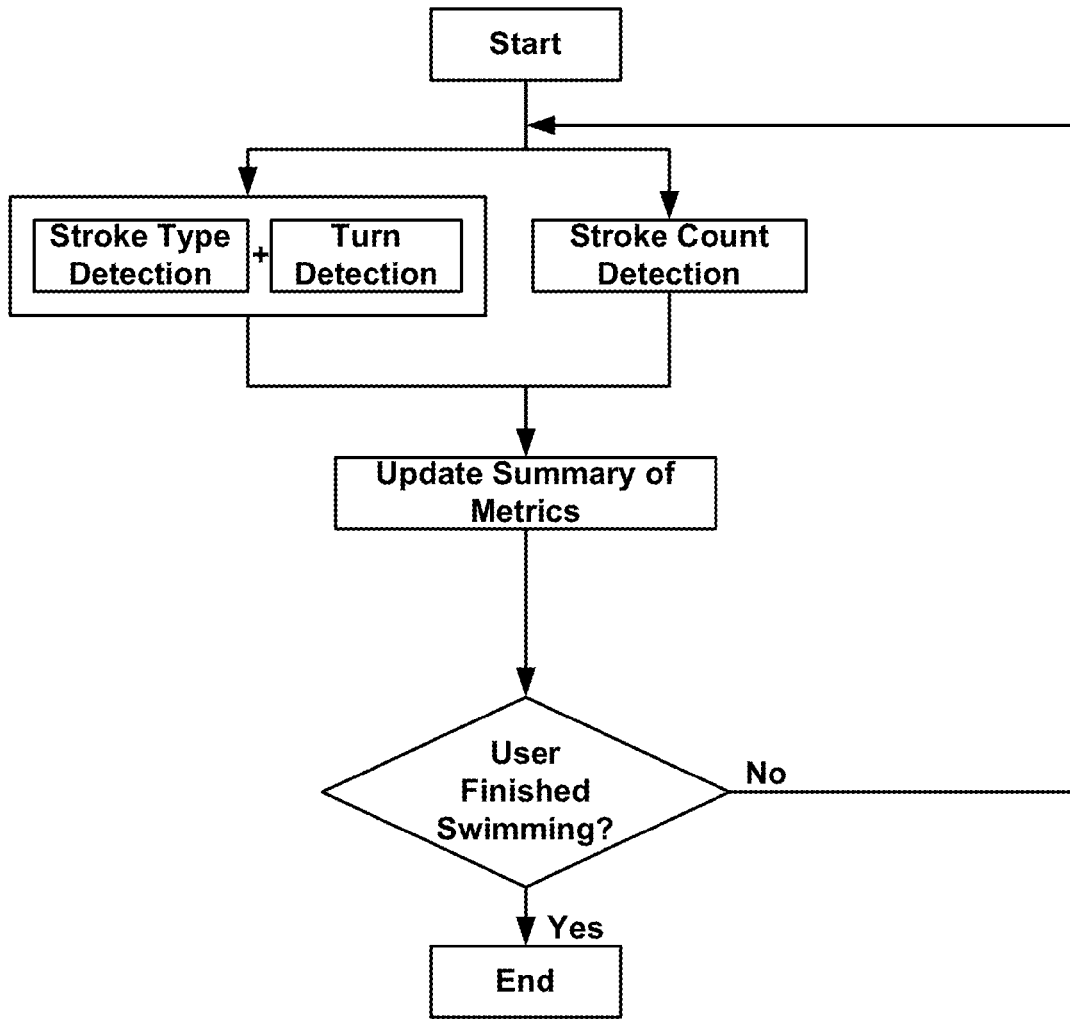 Start
Stroke Type
Detection
+
Turn
Detection
Stroke Count
Detection
Update Summary of
Metrics
User
Finished
Swimming?
No
Yes
End